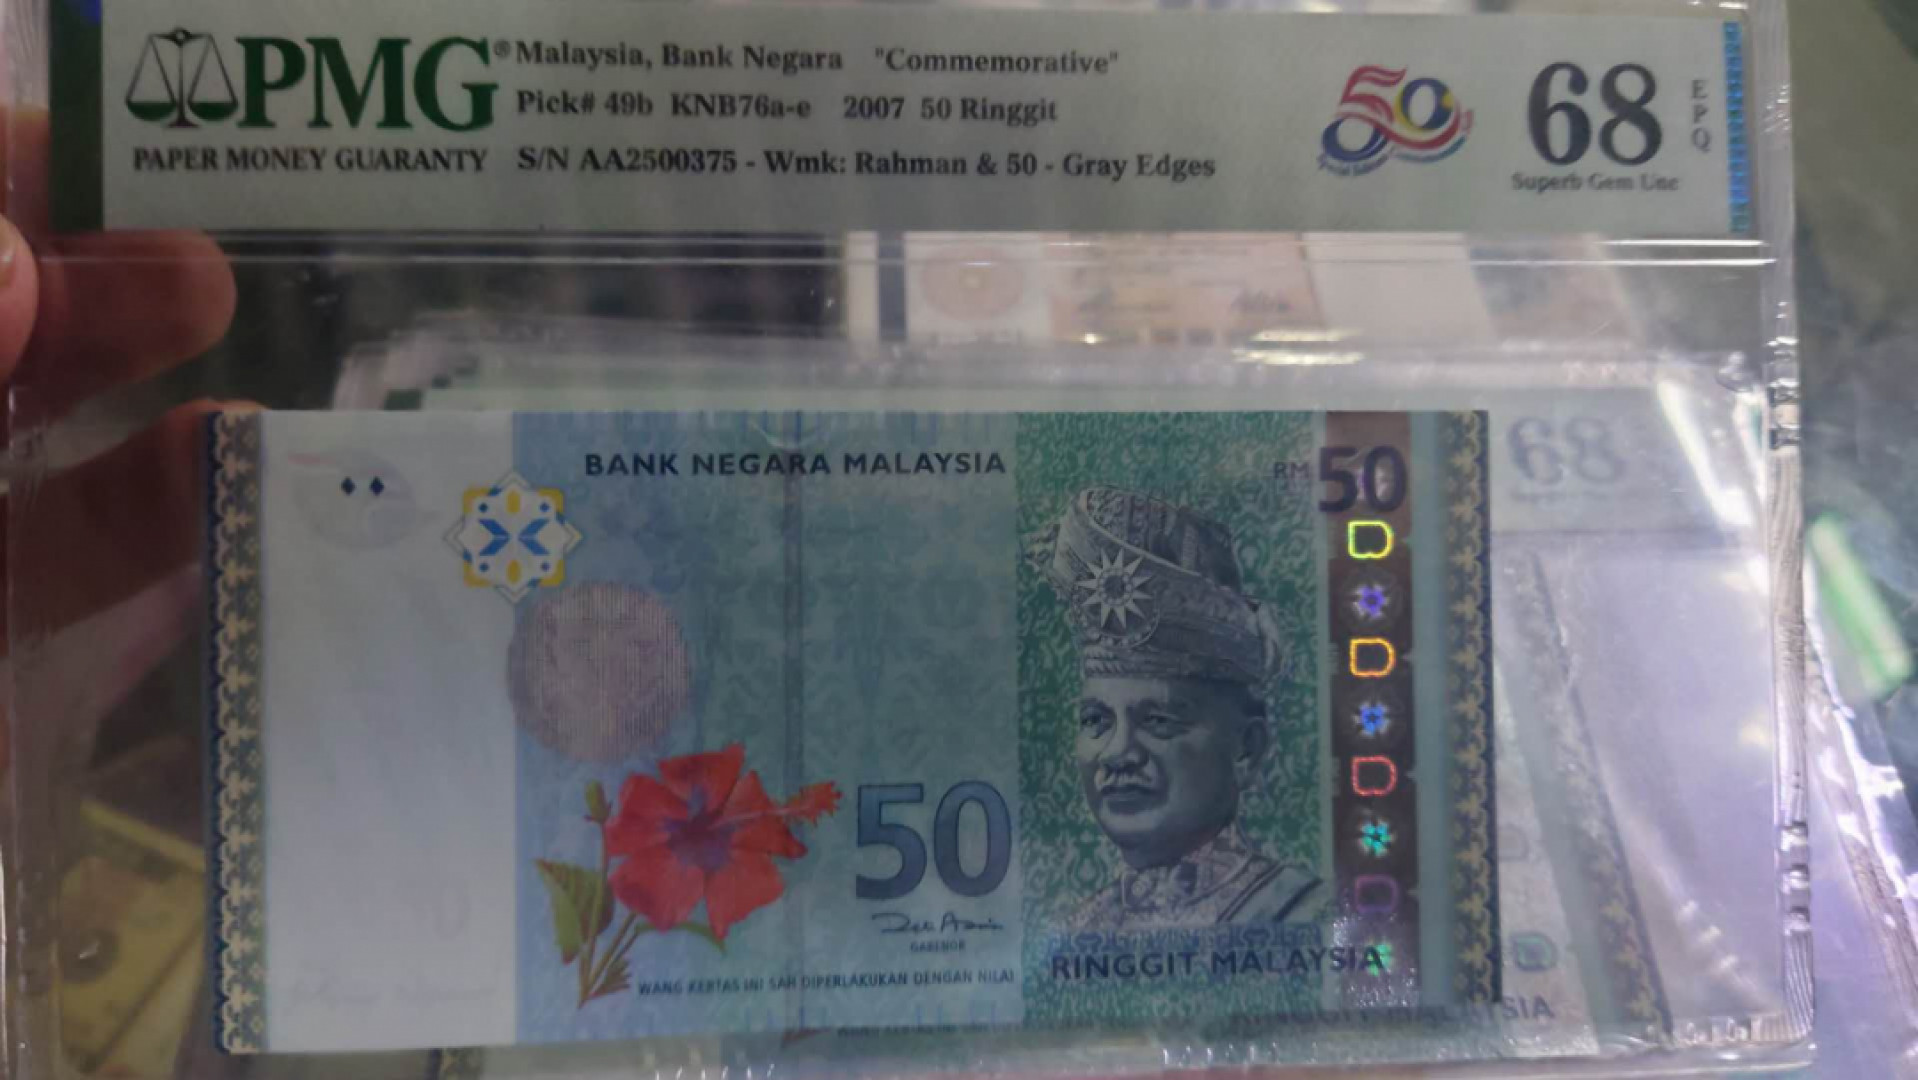 PMG® Malaysia, Bank Negara "Commemorative"
Pick# 49b KNB76a-e 2007 50 Ringgit
PAPER MONEY GUARANTY S/N AA2500375 - Wmk: Rahman & 50 - Gray Edges
50
68
EPQ
Superb Gem Unc
BANK NEGARA MALAYSIA
RM50
68
50
GABENOR
WANG KERTAS INI SAH DIPERLAKUKAN DENGAN NILAI
RINGGIT MALAYSIA